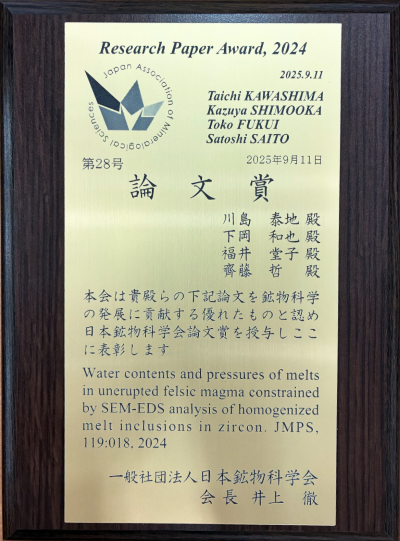 Research Paper Award, 2024
2025.9.11
Japan Association of Mineralogical Sciences
Taichi KAWASHIMA
Kazuya SHIMOOKA
Toko FUKUI
Satoshi SAITO
第28号
2025年9月11日
論文賞
川島 泰地 殿
下岡 和也 殿
福井 堂子 殿
齊藤 哲 殿
本会は貴殿らの下記論文を鉱物科学
の発展に貢献する優れたものと認め
日本鉱物科学会論文賞を授与しここ
に表彰します
Water contents and pressures of melts
in unerupted felsic magma constrained
by SEM-EDS analysis of homogenized
melt inclusions in zircon. JMPS,
119:018, 2024
一般社団法人日本鉱物科学会
会長 井上 徹